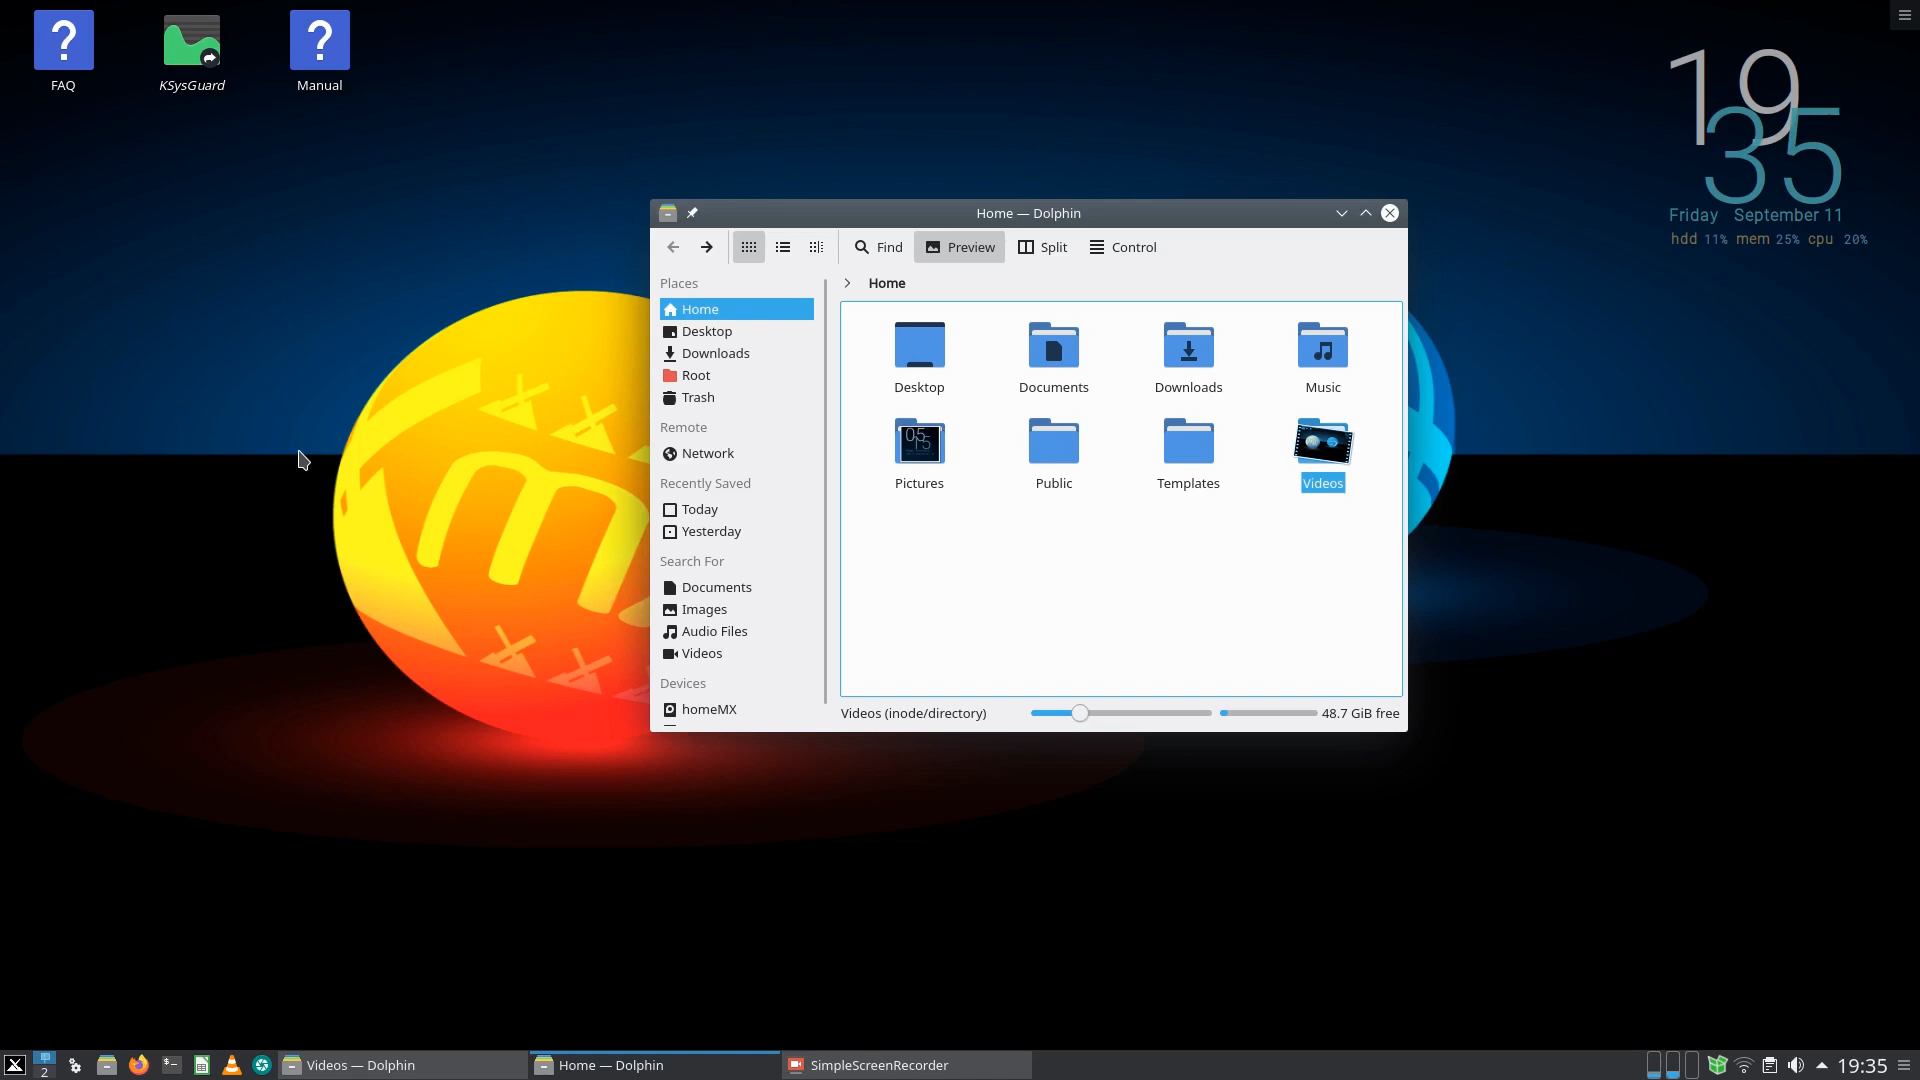 FAQ
KSysGuard
Manual
19
35
Friday September 11
hdd 11% mem 25% cpu 20%
Home — Dolphin
Find
Preview
Split
Control
Places
Home
Desktop
Downloads
Root
Trash
Remote
Network
Recently Saved
Today
Yesterday
Search For
Documents
Images
Audio Files
Videos
Devices
homeMX
Home
Desktop
Documents
Downloads
Music
05
15
Pictures
Public
Templates
Videos
Videos (inode/directory)
48.7 GiB free
2
Videos — Dolphin
Home — Dolphin
SimpleScreenRecorder
19:35